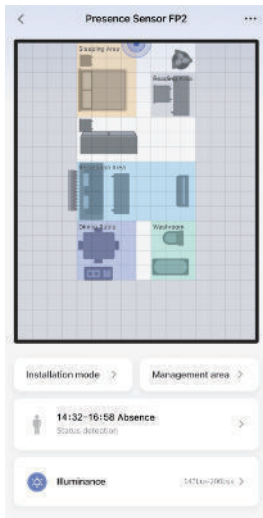 Presence Sensor FP2
Sleeping Area
Reading Area
Dining Table
Washroom
Installation mode
Management area
14:32-16:58 Absence
Status detection
Illuminance